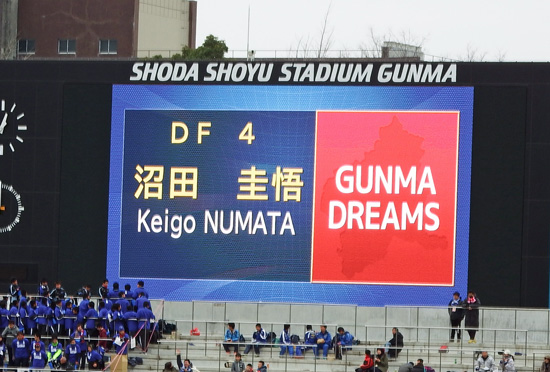 SHODA SHOYU STADIUM GUNMA
DF 4
沼田 圭悟
Keigo NUMATA
GUNMA
DREAMS